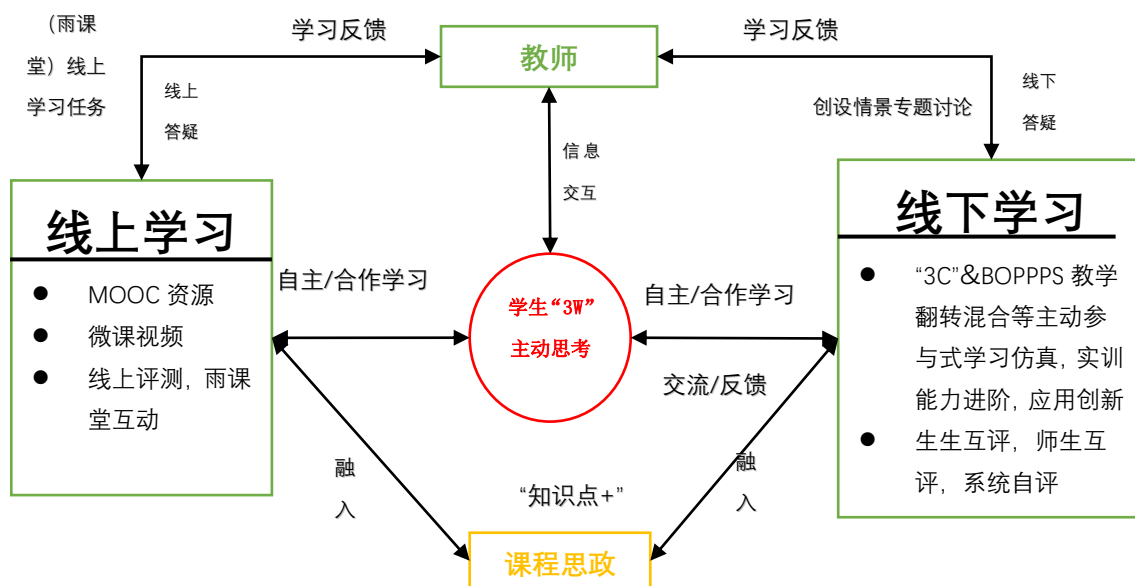 （雨课
堂）线上
学习任务
学习反馈
教师
学习反馈
线上
答疑
创设情景专题讨论
线下
答疑
信息
交互
线上学习
MOOC 资源
微课视频
线上评测，雨课
堂互动
自主/合作学习
学生“3W”
主动思考
自主/合作学习
交流/反馈
线下学习
“3C”&BOPPPS 教学
翻转混合等主动参
与式学习仿真，实训
能力进阶，应用创新
生生互评，师生互
评，系统自评
融
入
“知识点+”
融
入
课程思政